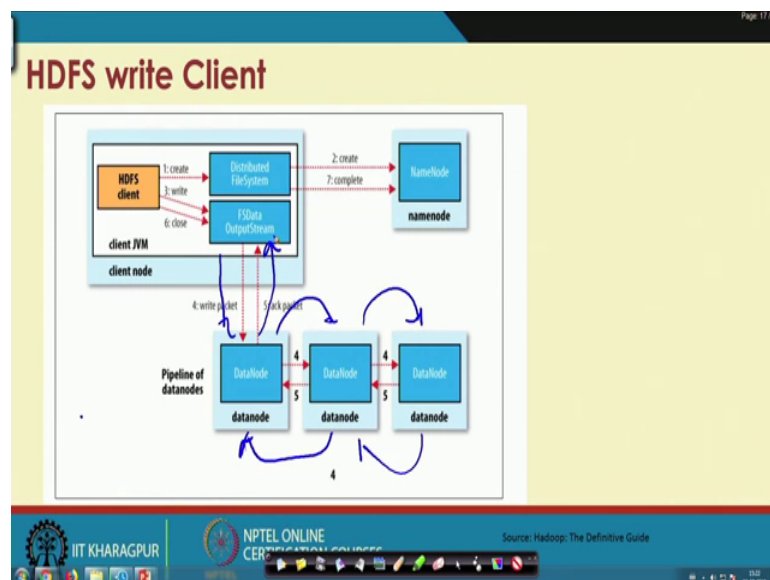 Page: 17 /
HDFS write Client
HDFS
client
1: create
3: write
6: close
Distributed
FileSystem
FSData
OutputStream
client JVM
client node
2: create
7: complete
NameNode
namenode
4: write packet
5: ack packet
Pipeline of
datanodes
DataNode
4
5
DataNode
4
5
DataNode
datanode
datanode
datanode
4
IIT KHARAGPUR
NPTEL ONLINE
CERTIFICATION COURSES
Source: Hadoop: The Definitive Guide